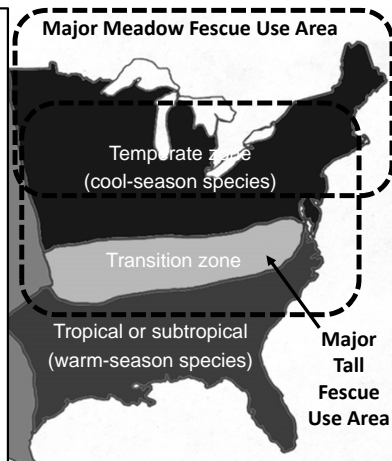 Major Meadow Fescue Use Area
Temperate zone
(cool-season species)
Transition zone
Tropical or subtropical
(warm-season species)
Major
Tall
Fescue
Use Area